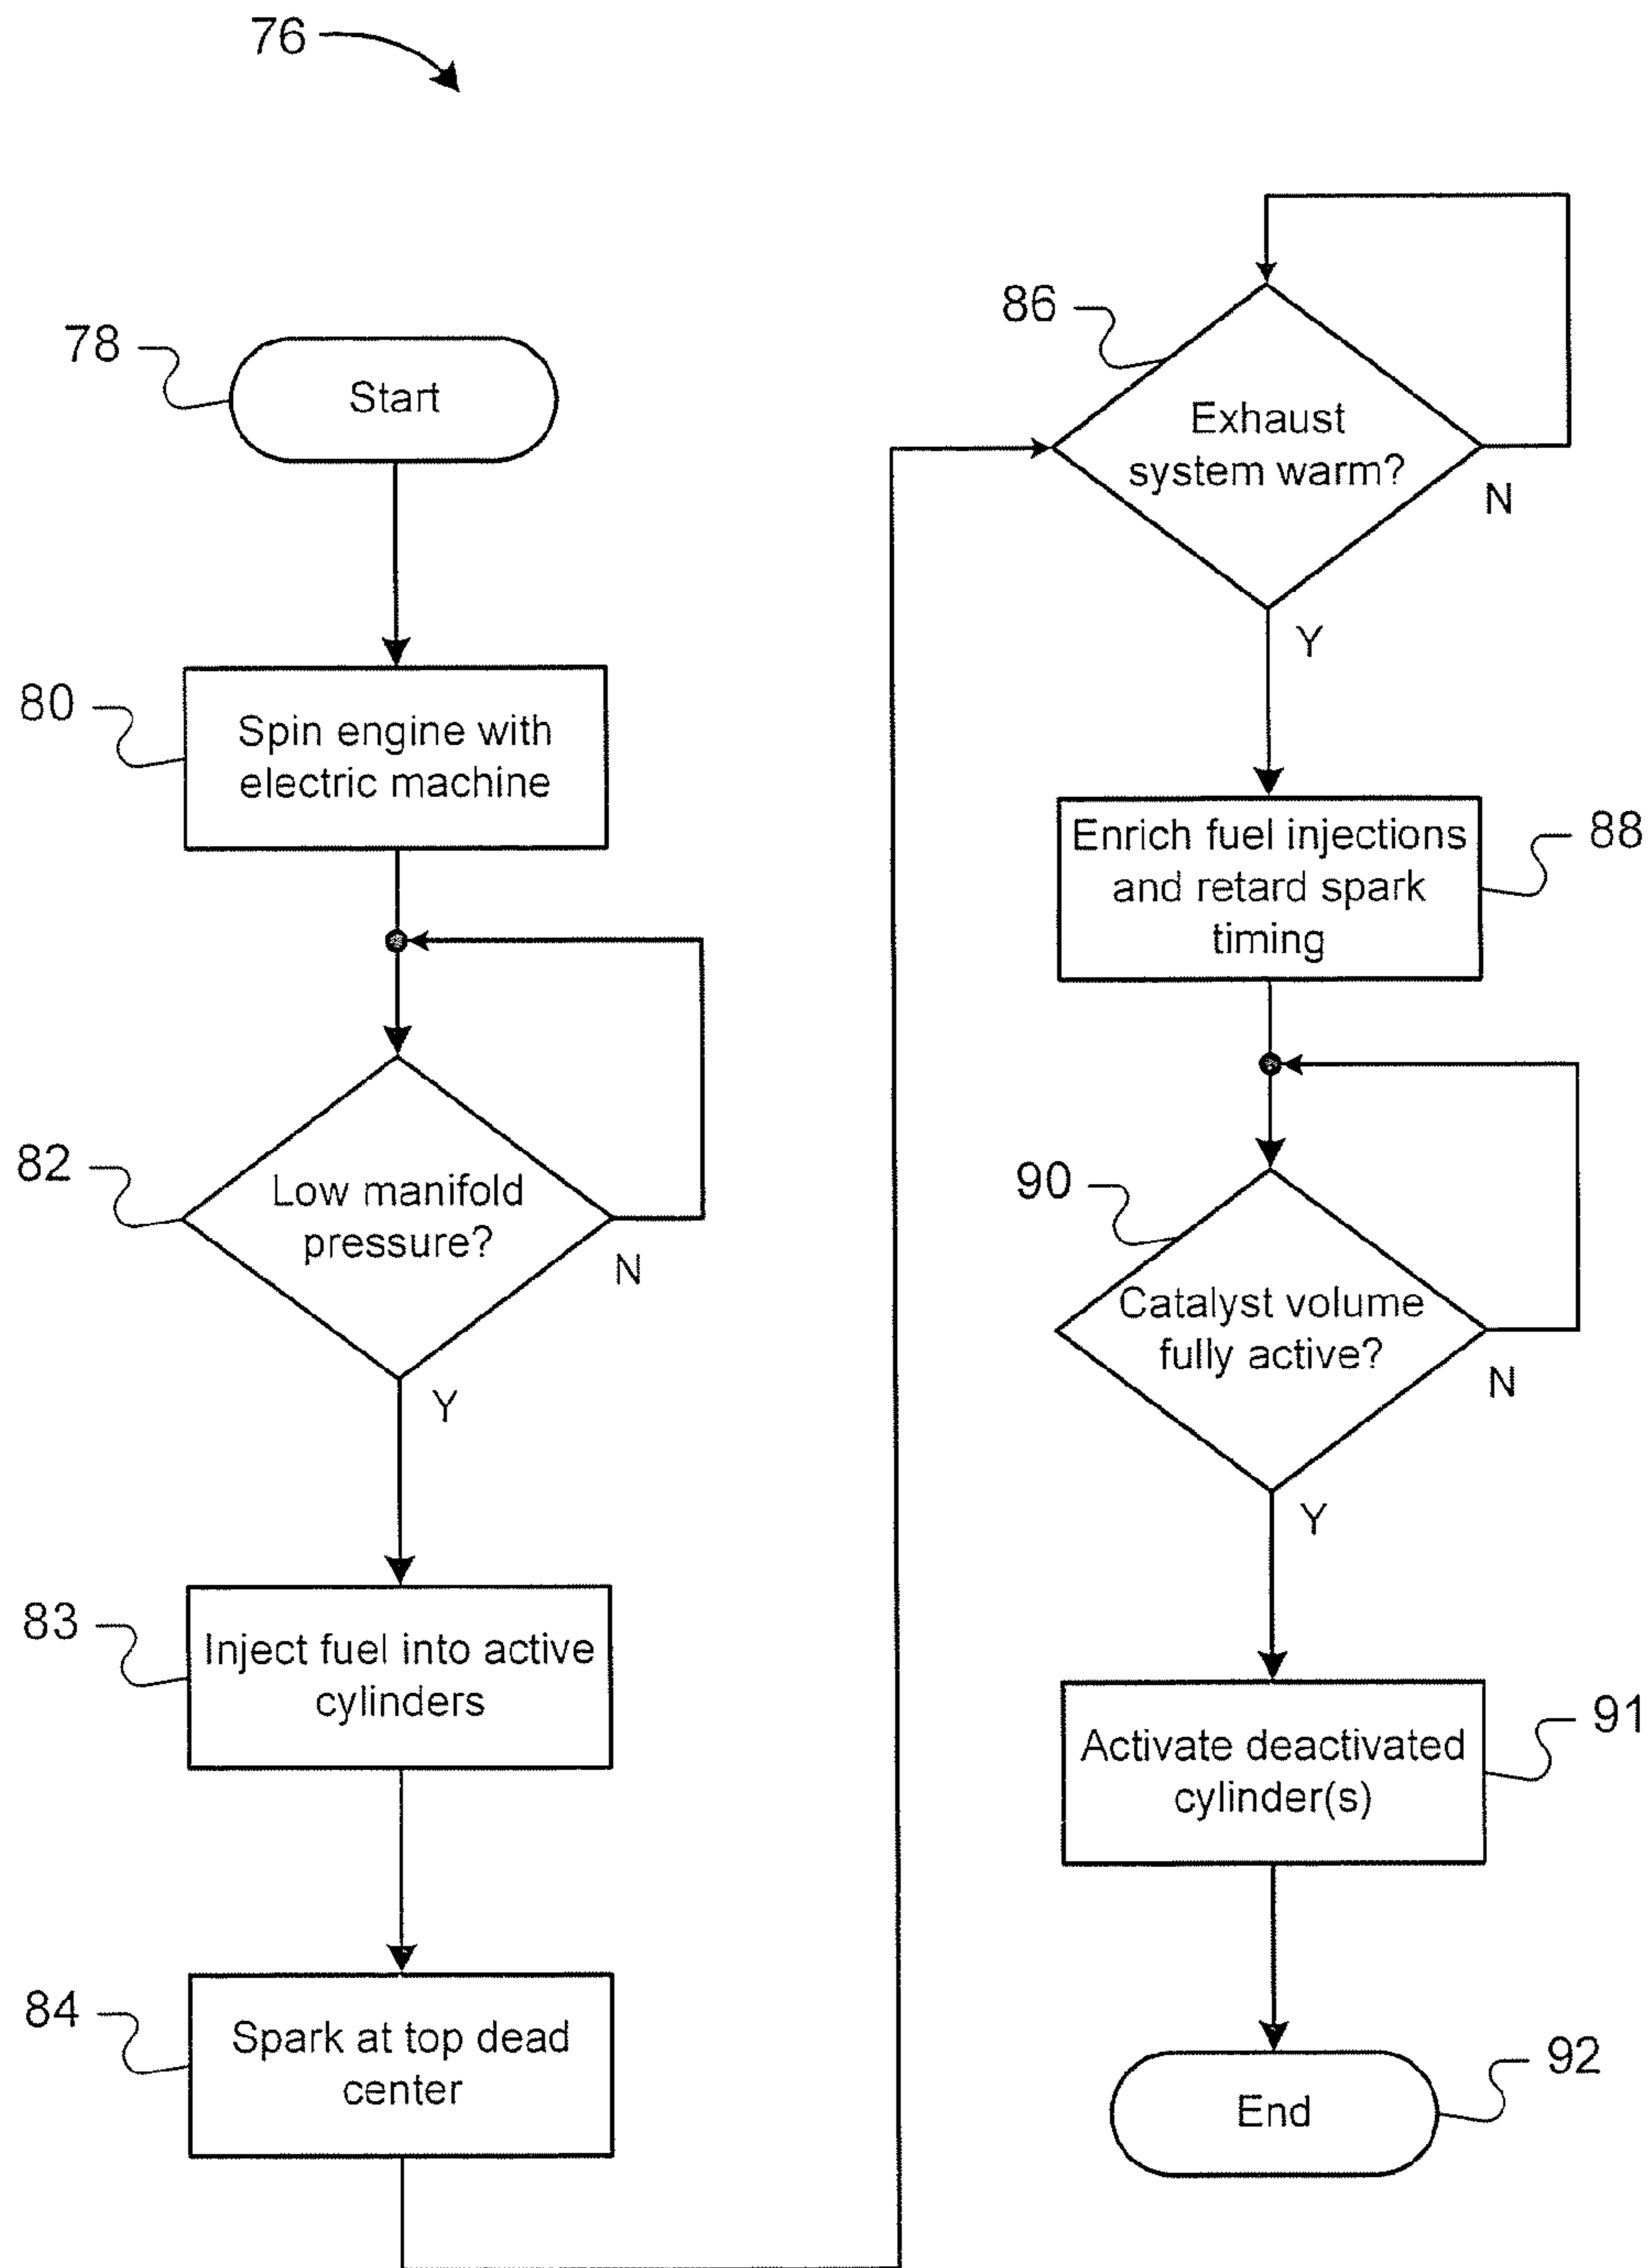 76
78
Start
80
Spin engine with
electric machine
82
Low manifold
pressure?
N
Y
83
Inject fuel into active
cylinders
84
Spark at top dead
center
86
Exhaust
system warm?
N
Y
88
Enrich fuel injections
and retard spark
timing
90
Catalyst volume
fully active?
N
Y
91
Activate deactivated
cylinder(s)
92
End